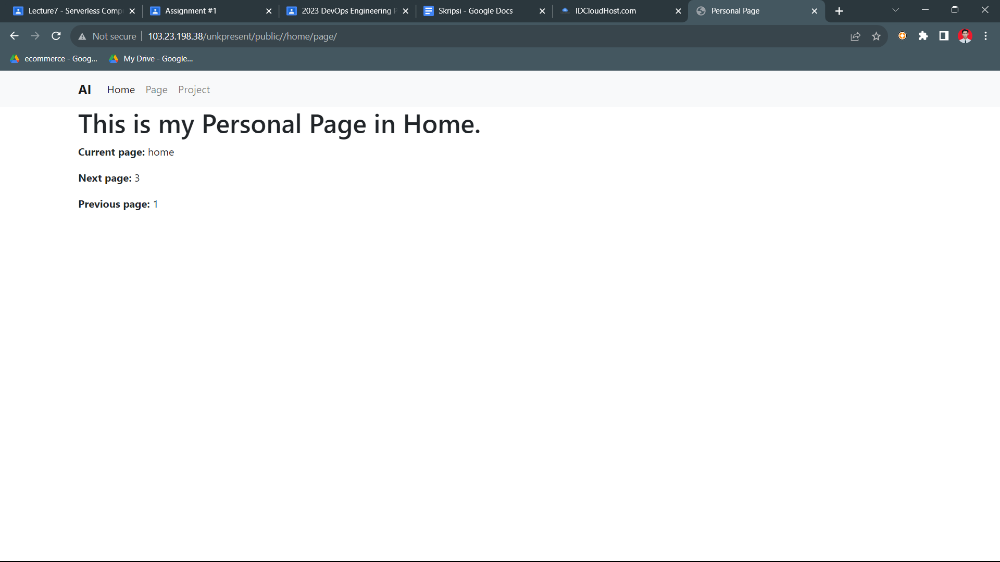 Lecture7 - Serverless Comp
Assignment #1
2023 DevOps Engineering P
Skripsi - Google Docs
IDCloudHost.com
Personal Page
Not secure
103.23.198.38/unkpresent/public//home/page/
ecommerce - Goog...
My Drive - Google...
AI Home Page Project
This is my Personal Page in Home.
Current page: home
Next page: 3
Previous page: 1